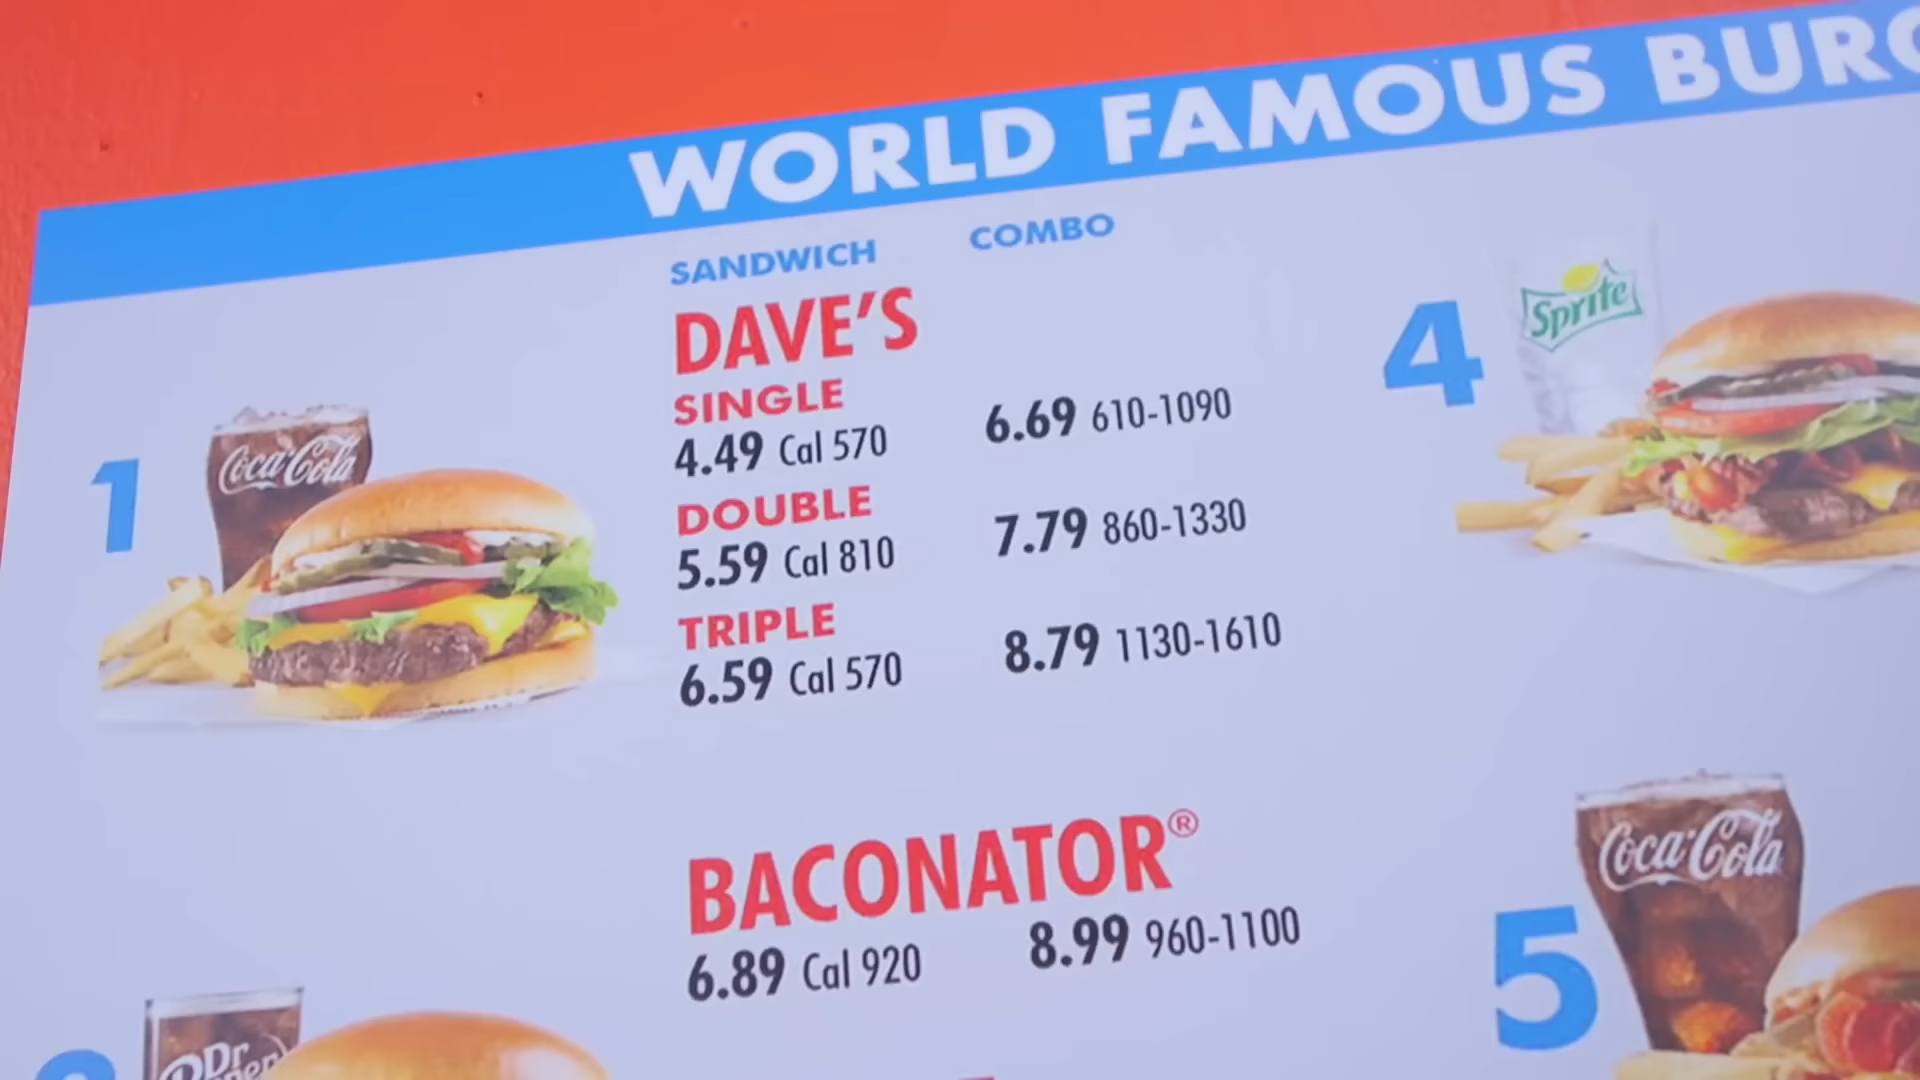 WORLD FAMOUS
SANDWICH COMBO
DAVE'S
SINGLE
4.49 Cal 570 6.69 610-1090
DOUBLE
5.59 Cal 810 7.79 860-1330
TRIPLE
6.59 Cal 570 8.79 1130-1610
1
Coca-Cola
BACONATOR®
6.89 Cal 920 8.99 960-1100
Dr
4
Sprite
5
Coca-Cola